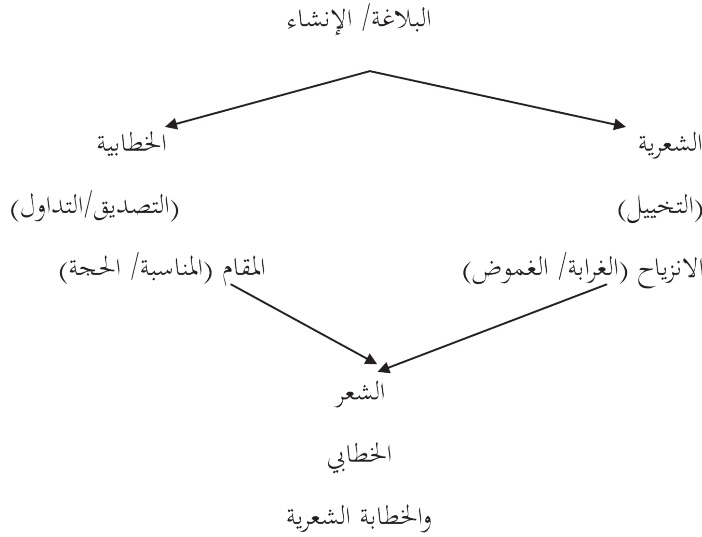 البلاغة/ الإنشاء
الشعرية
الخطابية
(التخييل)
(التصديق/التداول)
الانزياح (الغرابة/ الغموض)
المقام (المناسبة/ الحجة)
الشعر
الخطابي
والخطابة الشعرية